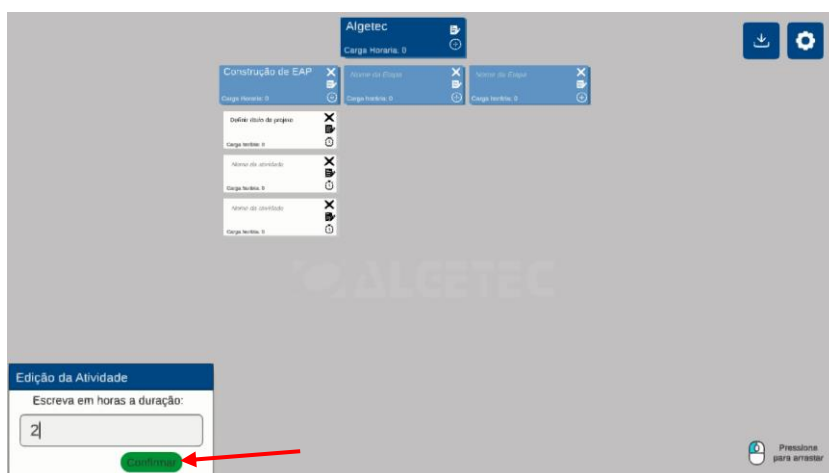 Algetec
Carga Horaria: 0
Construção de EAP
Carga Horaria: 0
Nome da Etapa
Carga horária: 0
Nome da Etapa
Carga horária: 0
Definir título do projeto
Carga horária: 0
Nome da atividade
Carga horária: 0
Nome da atividade
Carga horária: 0
ALGETEC
Edição da Atividade
Escreva em horas a duração:
2
Confirmar
Pressione
para arrastar